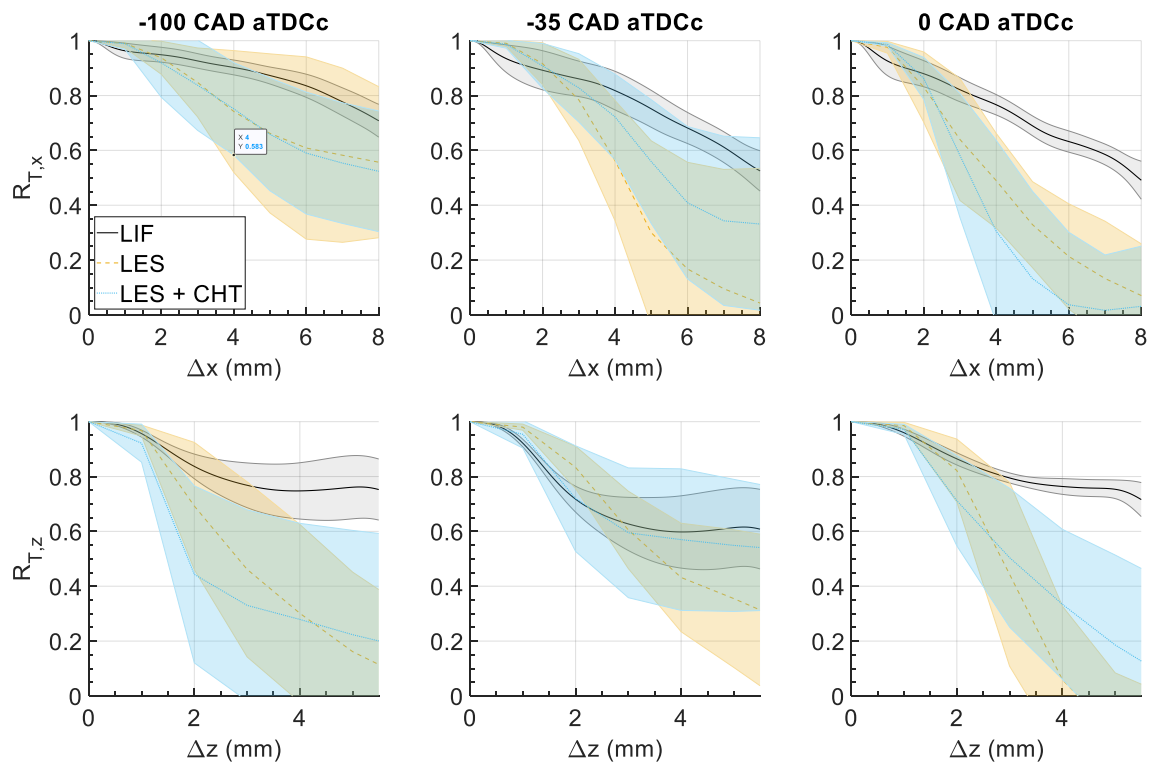 -100 CAD aTDCc
-35 CAD aTDCc
0 CAD aTDCc
R_T,x
1
0.8
0.6
0.4
0.2
0
X 4
Y 0.583
LIF
LES
LES + CHT
0 2 4 6 8
Δx (mm)
1
0.8
0.6
0.4
0.2
0
0 2 4 6 8
Δx (mm)
1
0.8
0.6
0.4
0.2
0
0 2 4 6 8
Δx (mm)
R_T,z
1
0.8
0.6
0.4
0.2
0
0 2 4
Δz (mm)
1
0.8
0.6
0.4
0.2
0
0 2 4
Δz (mm)
1
0.8
0.6
0.4
0.2
0
0 2 4
Δz (mm)